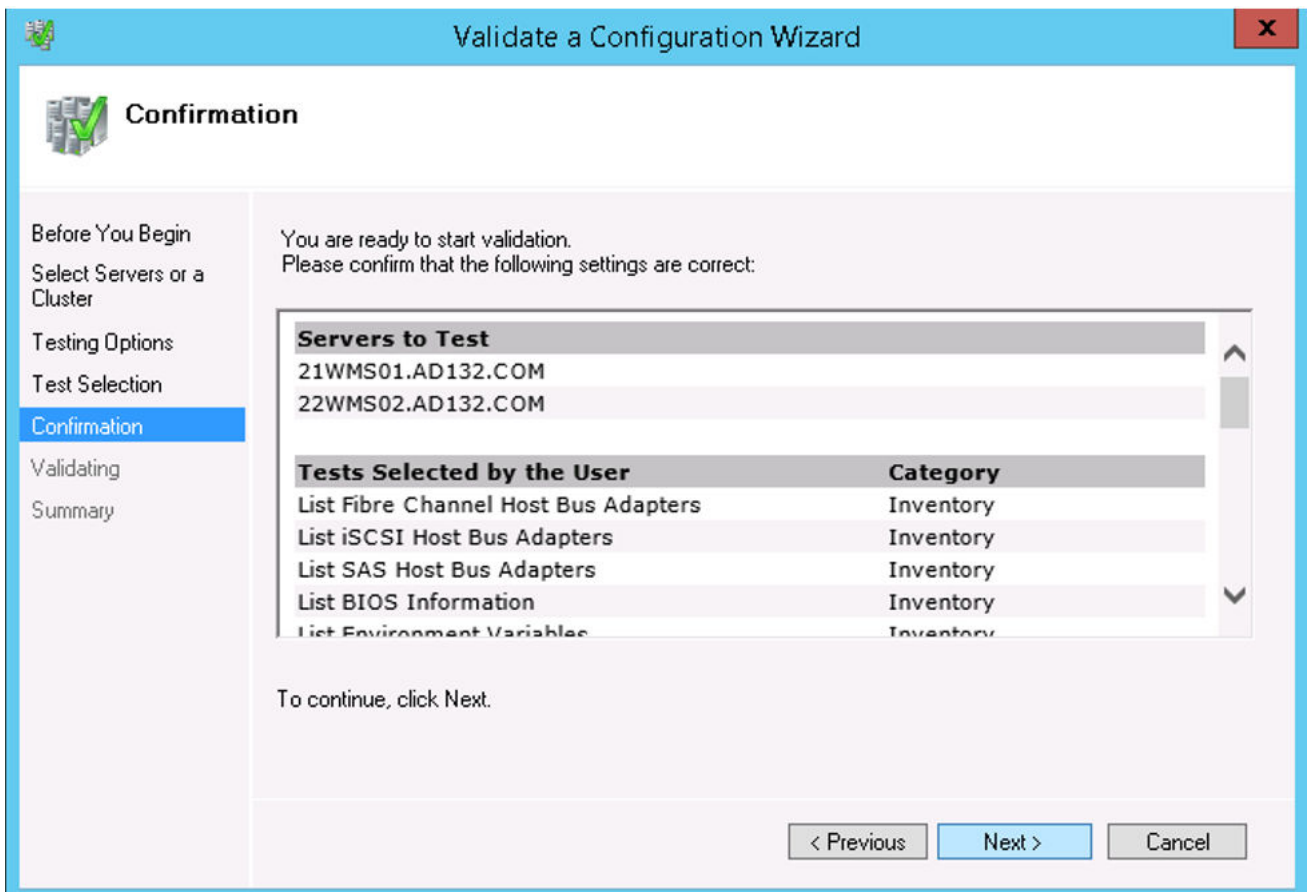 Validate a Configuration Wizard
x
Confirmation
Before You Begin
Select Servers or a
Cluster
Testing Options
Test Selection
Confirmation
Validating
Summary
You are ready to start validation.
Please confirm that the following settings are correct:
Servers to Test
21WMS01.AD132.COM
22WMS02.AD132.COM
Tests Selected by the User Category
List Fibre Channel Host Bus Adapters Inventory
List iSCSI Host Bus Adapters Inventory
List SAS Host Bus Adapters Inventory
List BIOS Information Inventory
List Environment Variables Inventory
To continue, click Next.
< Previous Next > Cancel